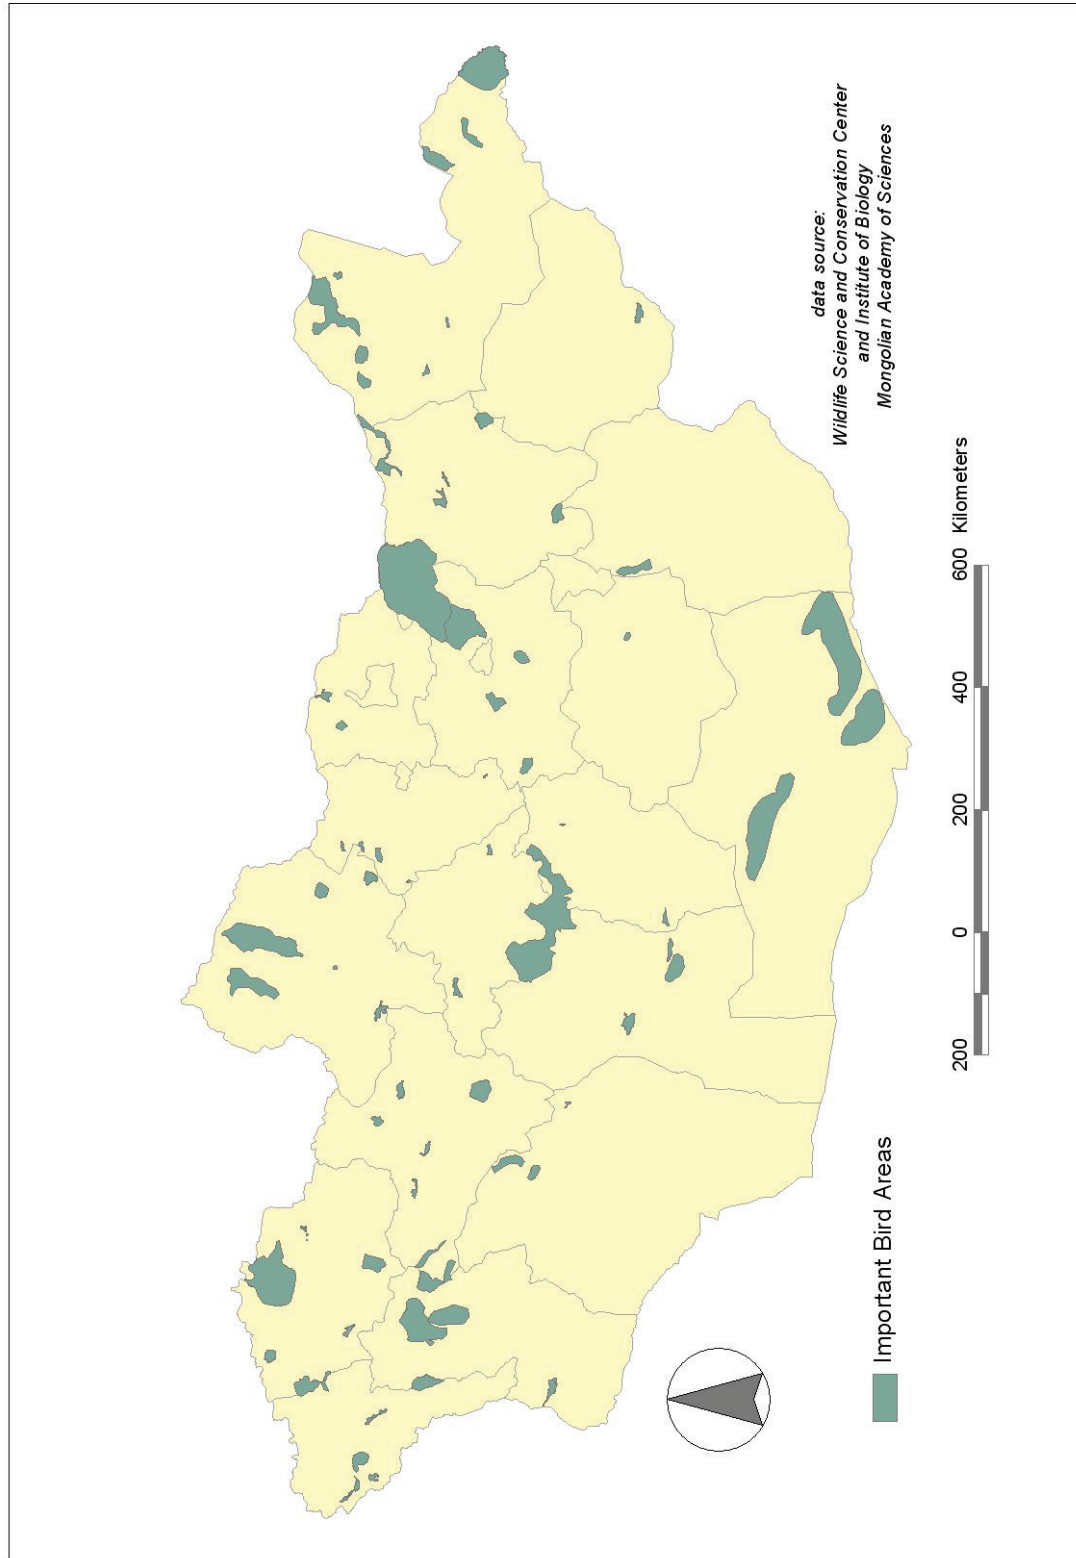 data source:
Wildlife Science and Conservation Center
and Institute of Biology
Mongolian Academy of Sciences
Important Bird Areas
200 0 200 400 600 Kilometers